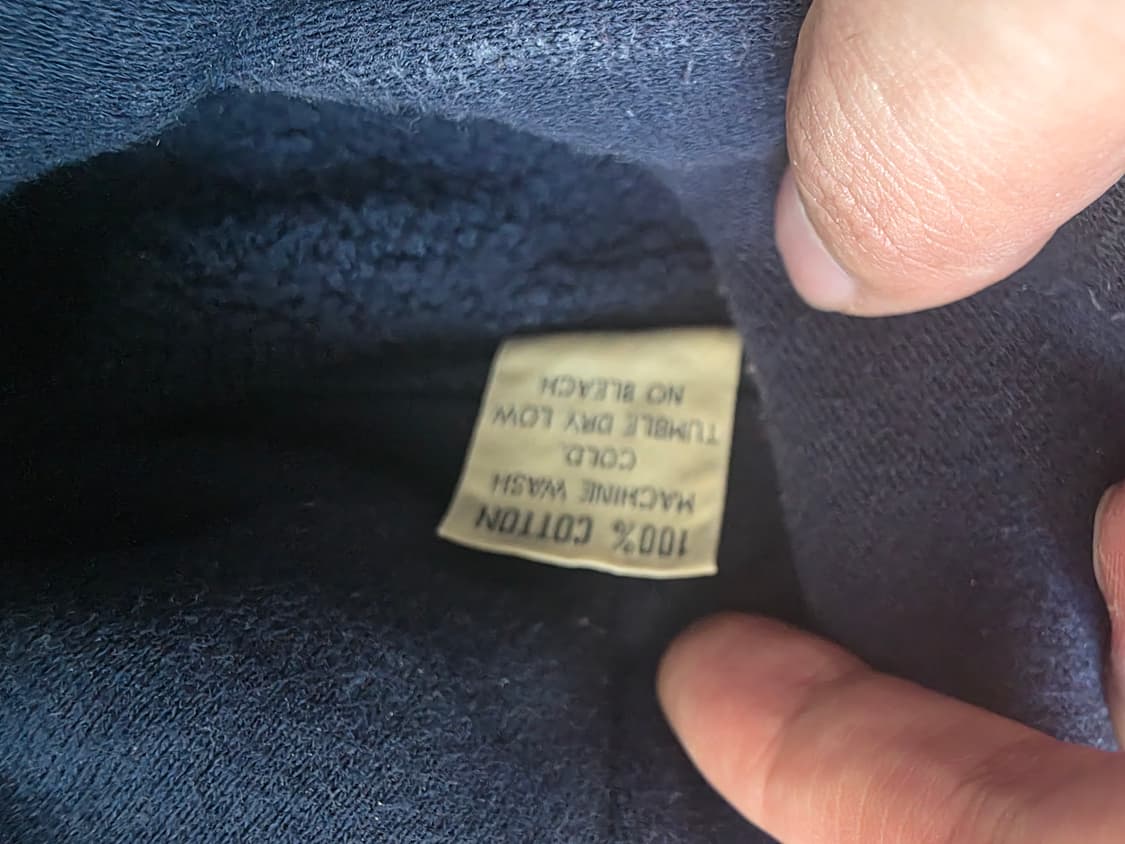 100% COTTON
MACHINE WASH
COLD.
TUMBLE DRY LOW
NO BLEACH